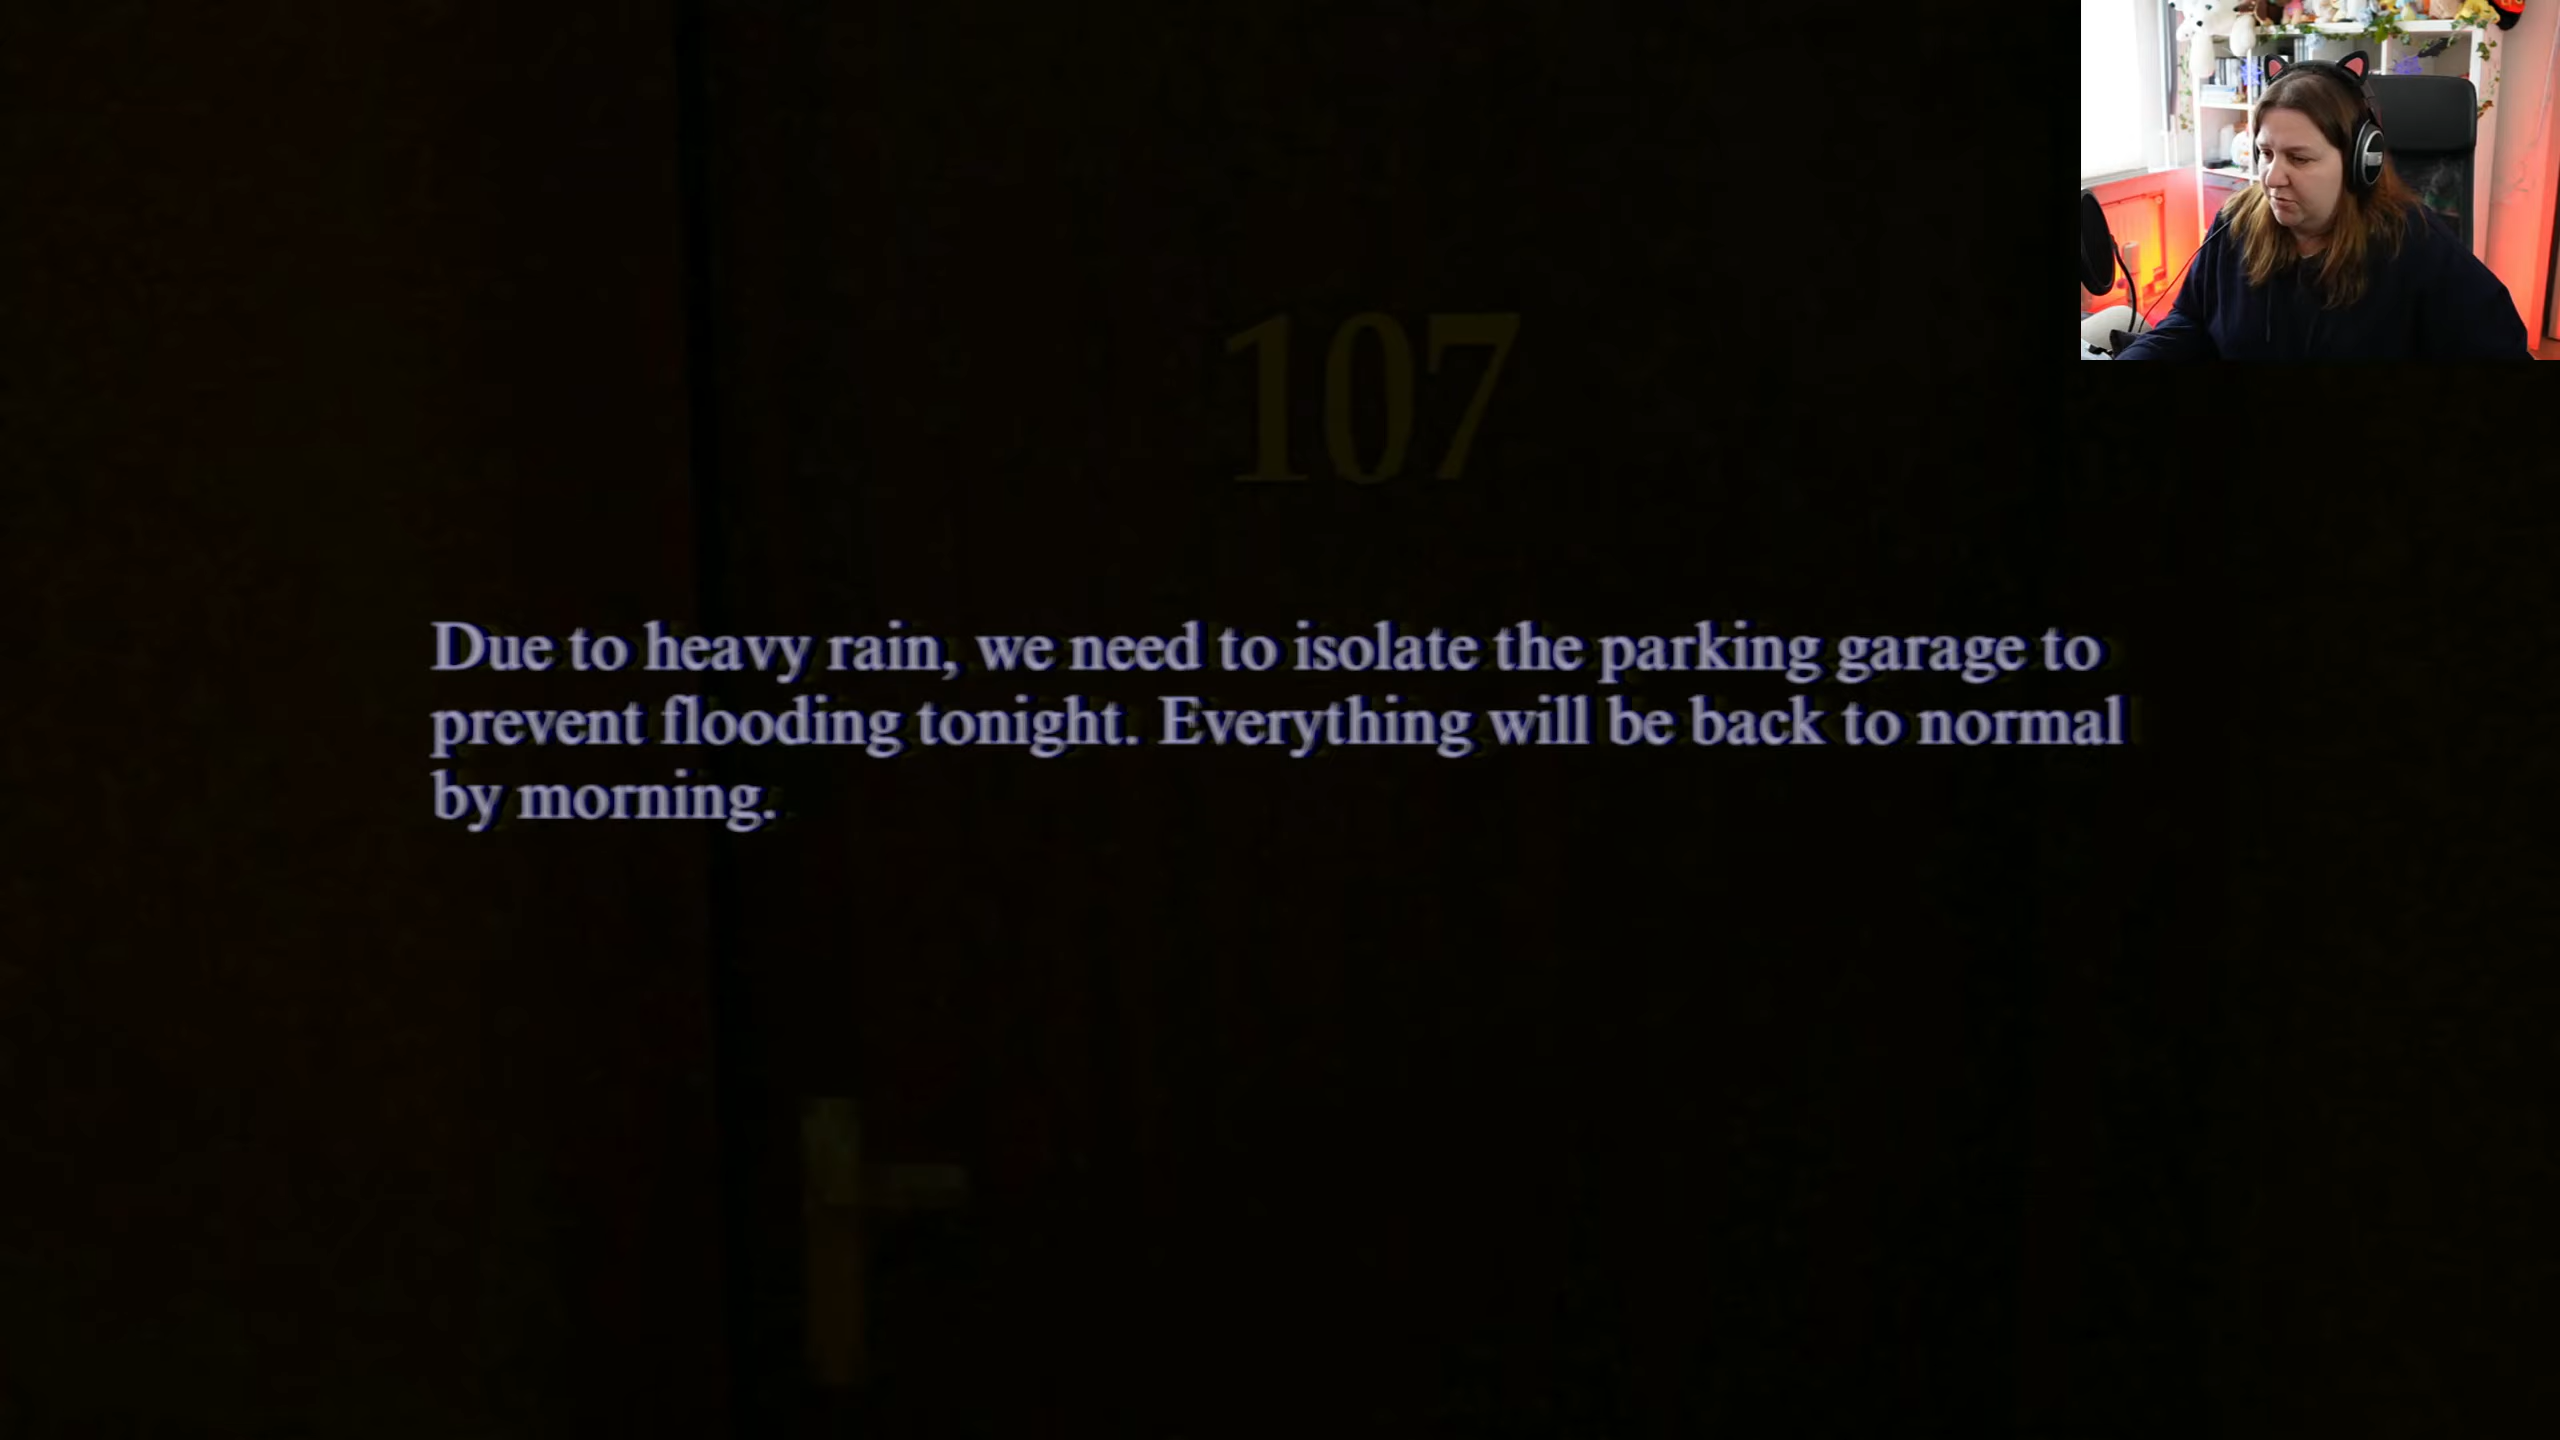 107
Due to heavy rain, we need to isolate the parking garage to
prevent flooding tonight. Everything will be back to normal
by morning.